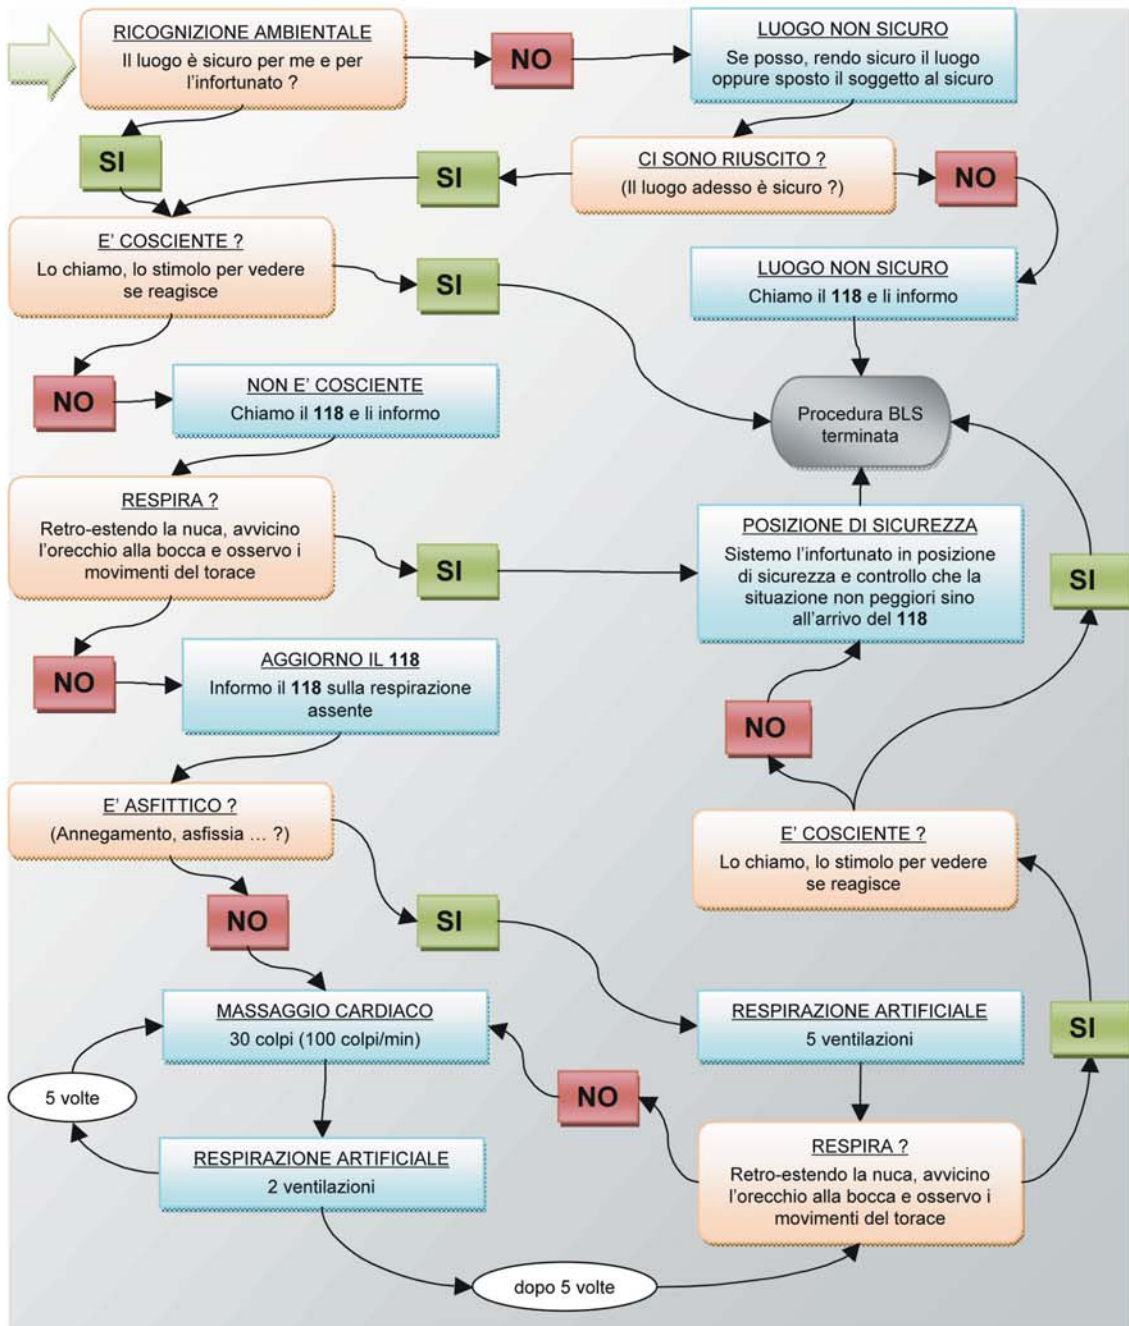 RICOGNIZIONE AMBIENTALE
Il luogo è sicuro per me e per
l'infortunato ?
NO
LUOGO NON SICURO
Se posso, rendo sicuro il luogo
oppure sposto il soggetto al sicuro
SI
SI
CI SONO RIUSCITO ?
(Il luogo adesso è sicuro ?)
NO
E' COSCIENTE ?
Lo chiamo, lo stimolo per vedere
se reagisce
SI
LUOGO NON SICURO
Chiamo il 118 e li informo
NO
NON E' COSCIENTE
Chiamo il 118 e li informo
Procedura BLS
terminata
RESPIRA ?
Retro-estendo la nuca, avvicino
l'orecchio alla bocca e osservo i
movimenti del torace
SI
POSIZIONE DI SICUREZZA
Sistemo l'infortunato in posizione
di sicurezza e controllo che la
situazione non peggiori sino
all'arrivo del 118
SI
NO
AGGIORNO IL 118
Informo il 118 sulla respirazione
assente
NO
E' ASFITTICO ?
(Annegamento, asfissia … ?)
E' COSCIENTE ?
Lo chiamo, lo stimolo per vedere
se reagisce
NO
SI
MASSAGGIO CARDIACO
30 colpi (100 colpi/min)
RESPIRAZIONE ARTIFICIALE
5 ventilazioni
SI
5 volte
NO
RESPIRAZIONE ARTIFICIALE
2 ventilazioni
RESPIRA ?
Retro-estendo la nuca, avvicino
l'orecchio alla bocca e osservo i
movimenti del torace
dopo 5 volte